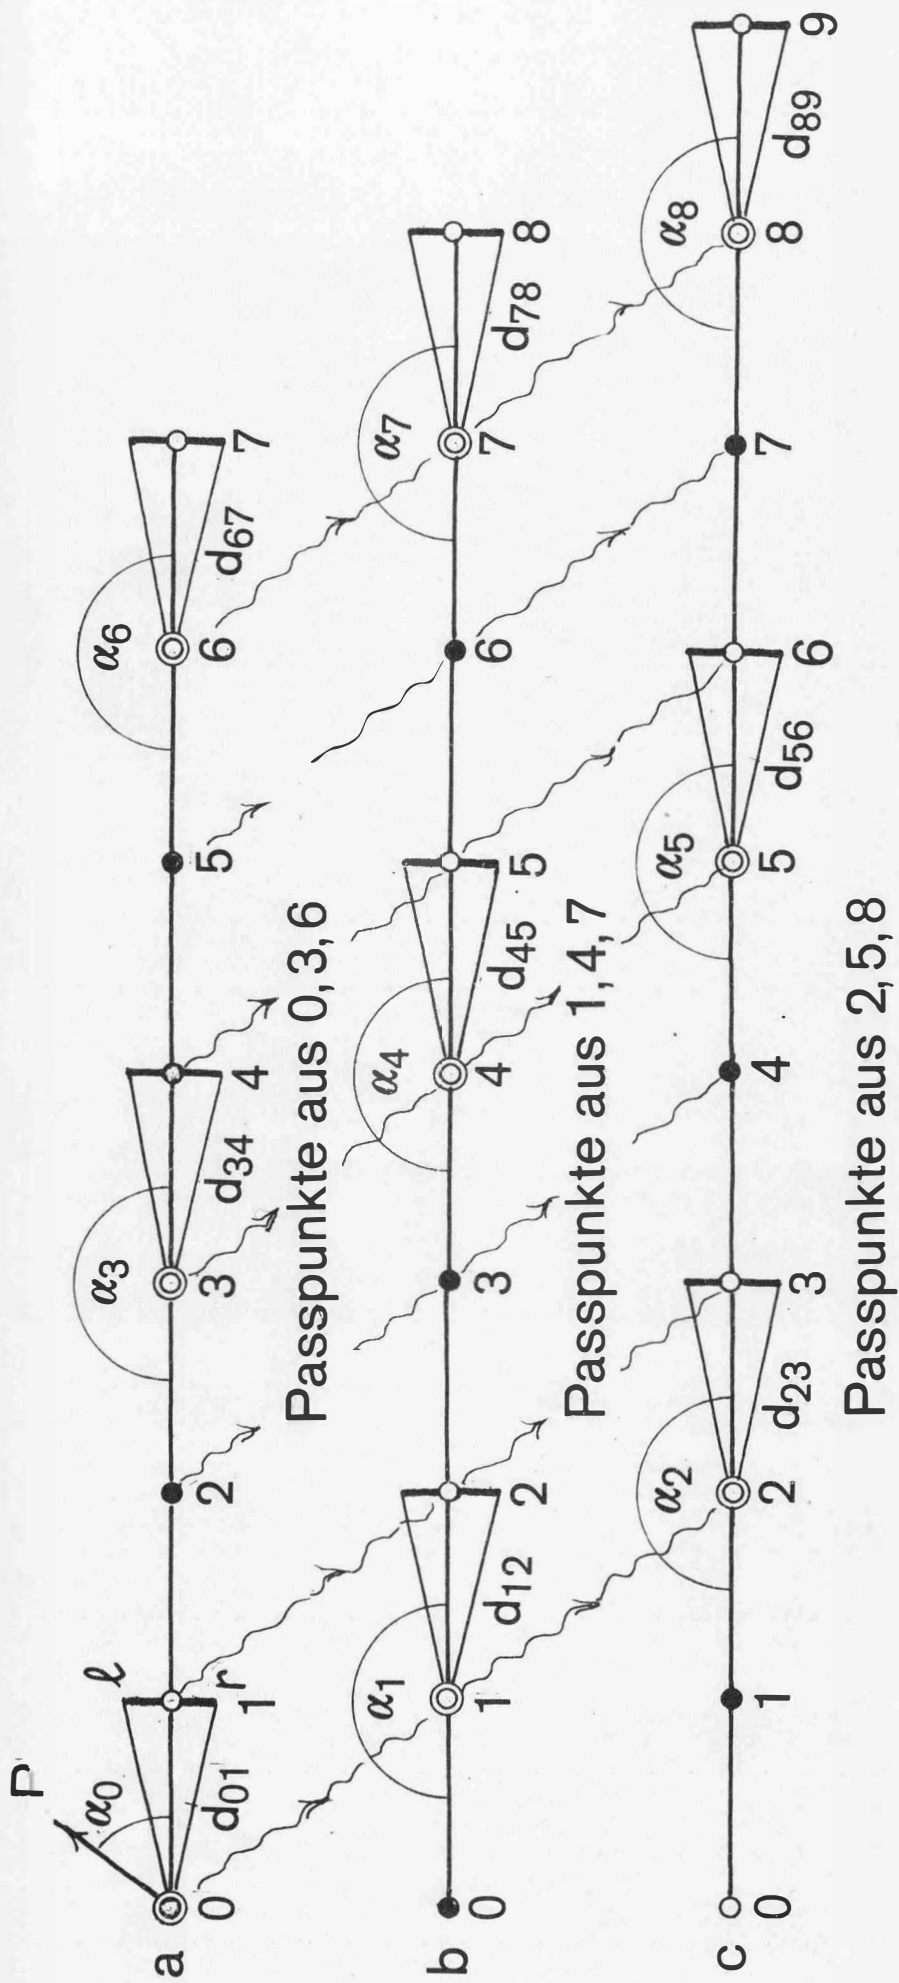 P
α0 ℓ α3 α6
a d01 r d34 d67
0 1 2 3 4 5 6 7
Passpunkte aus 0,3,6
α1 α4 α7
b d12 d45 d78
0 1 2 3 4 5 6 7 8
Passpunkte aus 1,4,7
α2 α5 α8
c d23 d56 d89
0 1 2 3 4 5 6 7 8 9
Passpunkte aus 2,5,8